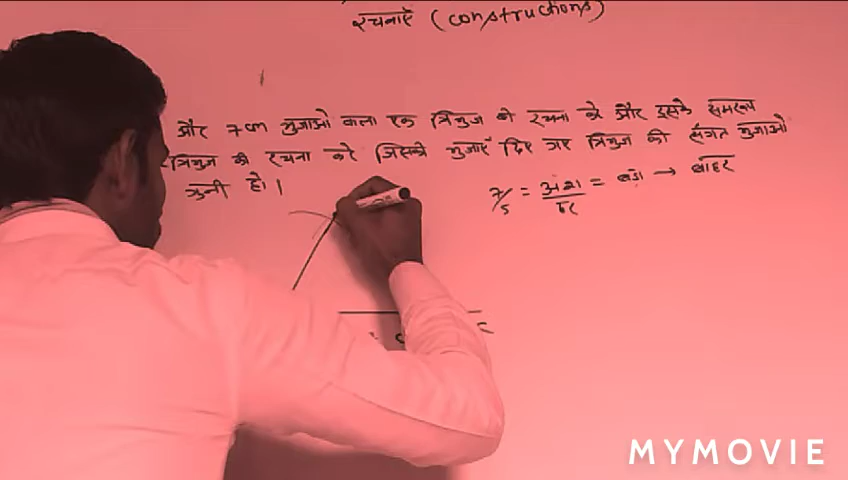 रचनाएँ (constructions)
और 7cm भुजाओं वाला एक त्रिभुज की रचना करे और इसके समरूप
त्रिभुज की रचना करे जिसकी भुजाएँ दिए गए त्रिभुज की संगत भुजाओं
गुनी हो।
7/5 = अंश/हर = बड़ा → बाहर
C
MYMOVIE